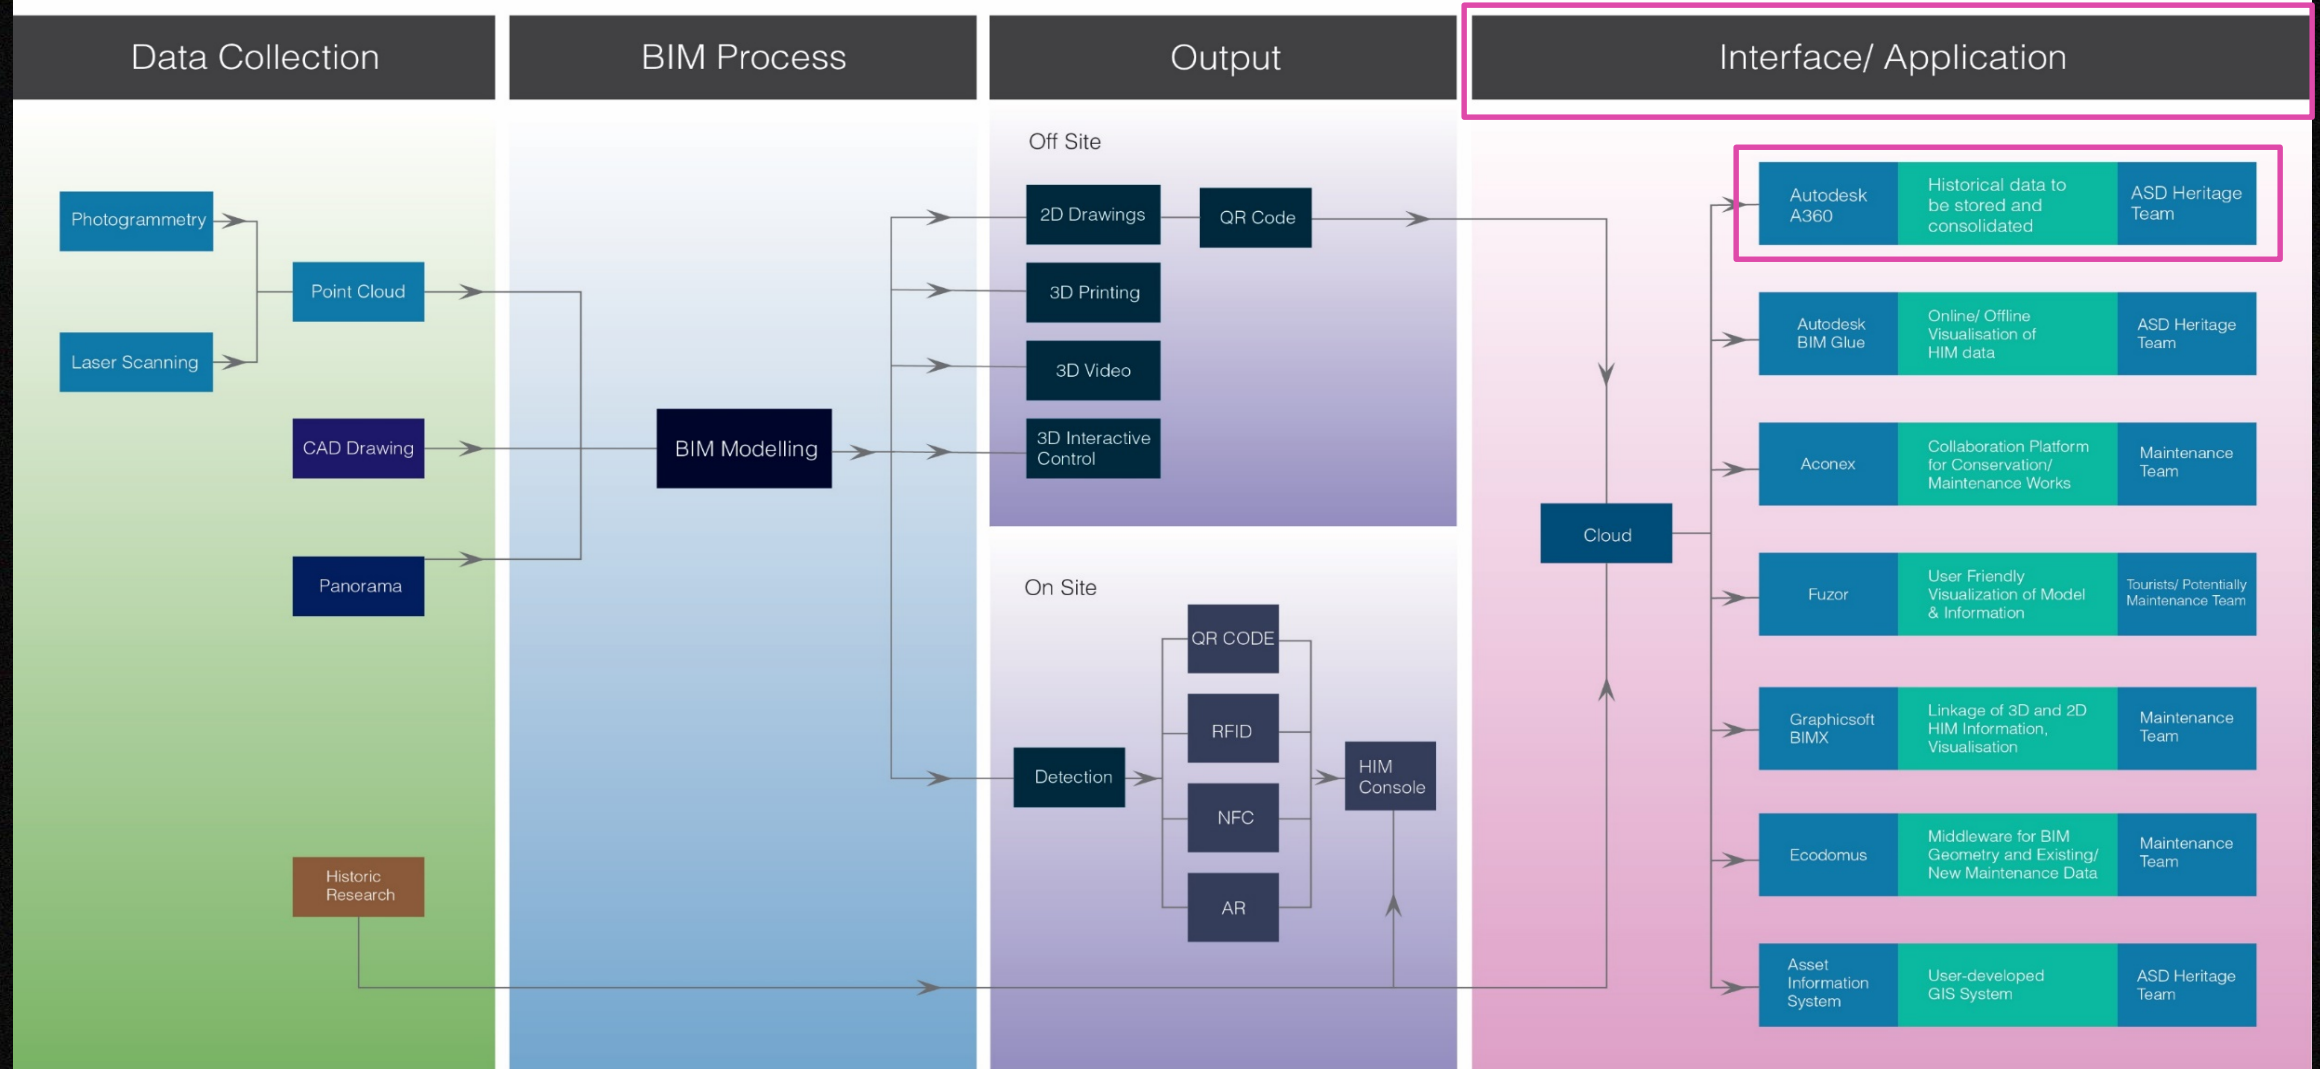 Data Collection
BIM Process
Output
Interface/ Application
Photogrammetry
Laser Scanning
Point Cloud
CAD Drawing
Panorama
Historic
Research
BIM Modelling
Off Site
2D Drawings
QR Code
3D Printing
3D Video
3D Interactive
Control
On Site
Detection
QR CODE
RFID
NFC
AR
HIM
Console
Cloud
Autodesk
A360
Historical data to
be stored and
consolidated
ASD Heritage
Team
Autodesk
BIM Glue
Online/ Offline
Visualisation of
HIM data
ASD Heritage
Team
Aconex
Collaboration Platform
for Conservation/
Maintenance Works
Maintenance
Team
Fuzor
User Friendly
Visualization of Model
& Information
Tourists/ Potentially
Maintenance Team
Graphicsoft
BIMX
Linkage of 3D and 2D
HIM Information,
Visualisation
Maintenance
Team
Ecodomus
Middleware for BIM
Geometry and Existing/
New Maintenance Data
Maintenance
Team
Asset
Information
System
User-developed
GIS System
ASD Heritage
Team